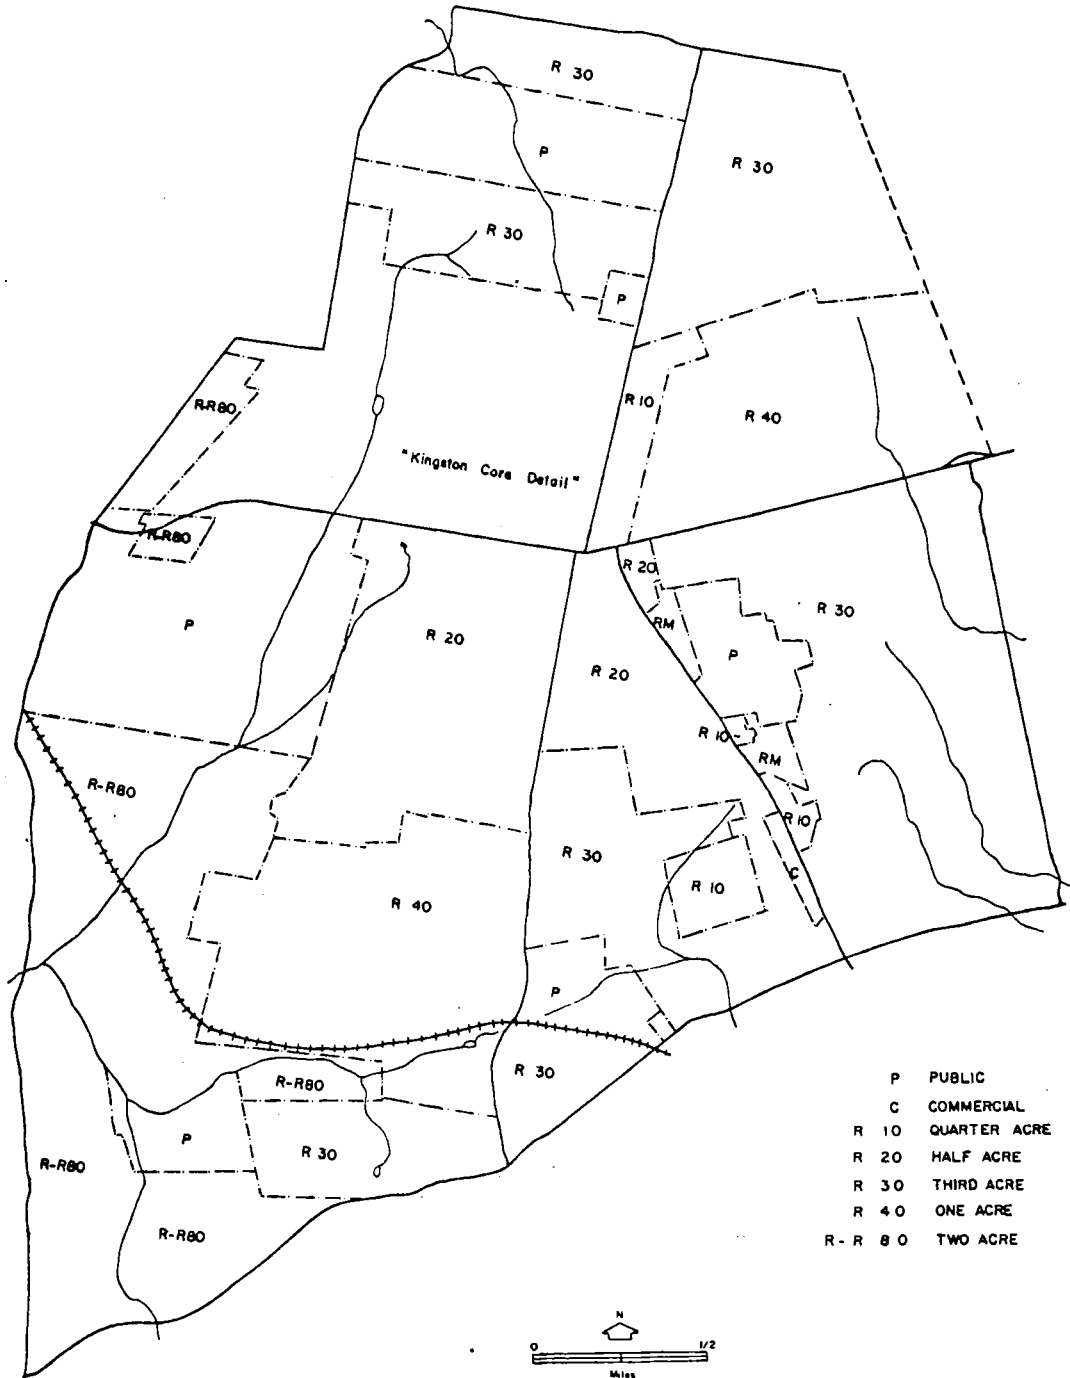 R 30
P
R 30
R 30
P
R-R80
R 10
R 40
"Kingston Core Detail"
R-R80
R 20
P
R 20
RM
R 30
P
R 20
R 10
RM
R-R80
R 10
R 30
C
R 10
R 40
P
R 30
R-R80
P
R 30
R-R80
R-R80
P PUBLIC
C COMMERCIAL
R 10 QUARTER ACRE
R 20 HALF ACRE
R 30 THIRD ACRE
R 40 ONE ACRE
R-R 80 TWO ACRE
N
0 1/2
Miles